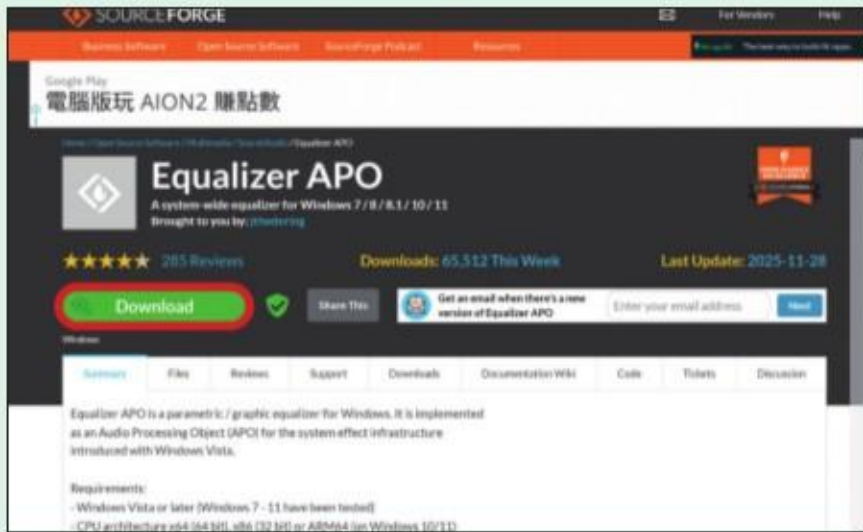 SOURCEFORGE
For Vendors
Help
Business Software
Open Source Software
SourceForge Podcast
Resources
Google Play
電腦版玩 AION2 賺點數
Equalizer APO
A system-wide equalizer for Windows 7 / 8 / 8.1 / 10 / 11
Brought to you by: jthedering
285 Reviews
Downloads: 65,512 This Week
Last Update: 2025-11-28
Download
Share This
Get an email when there's a new
version of Equalizer APO
Enter your email address
Next
Windows
Summary
Files
Reviews
Support
Downloads
Documentation Wiki
Code
Tickets
Discussion
Equalizer APO is a parametric / graphic equalizer for Windows. It is implemented
as an Audio Processing Object (APO) for the system effect infrastructure
introduced with Windows Vista.
Requirements:
- Windows Vista or later (Windows 7 - 11 have been tested)
- CPU architecture x64 (64 bit), x86 (32 bit) or ARM64 (on Windows 10/11)